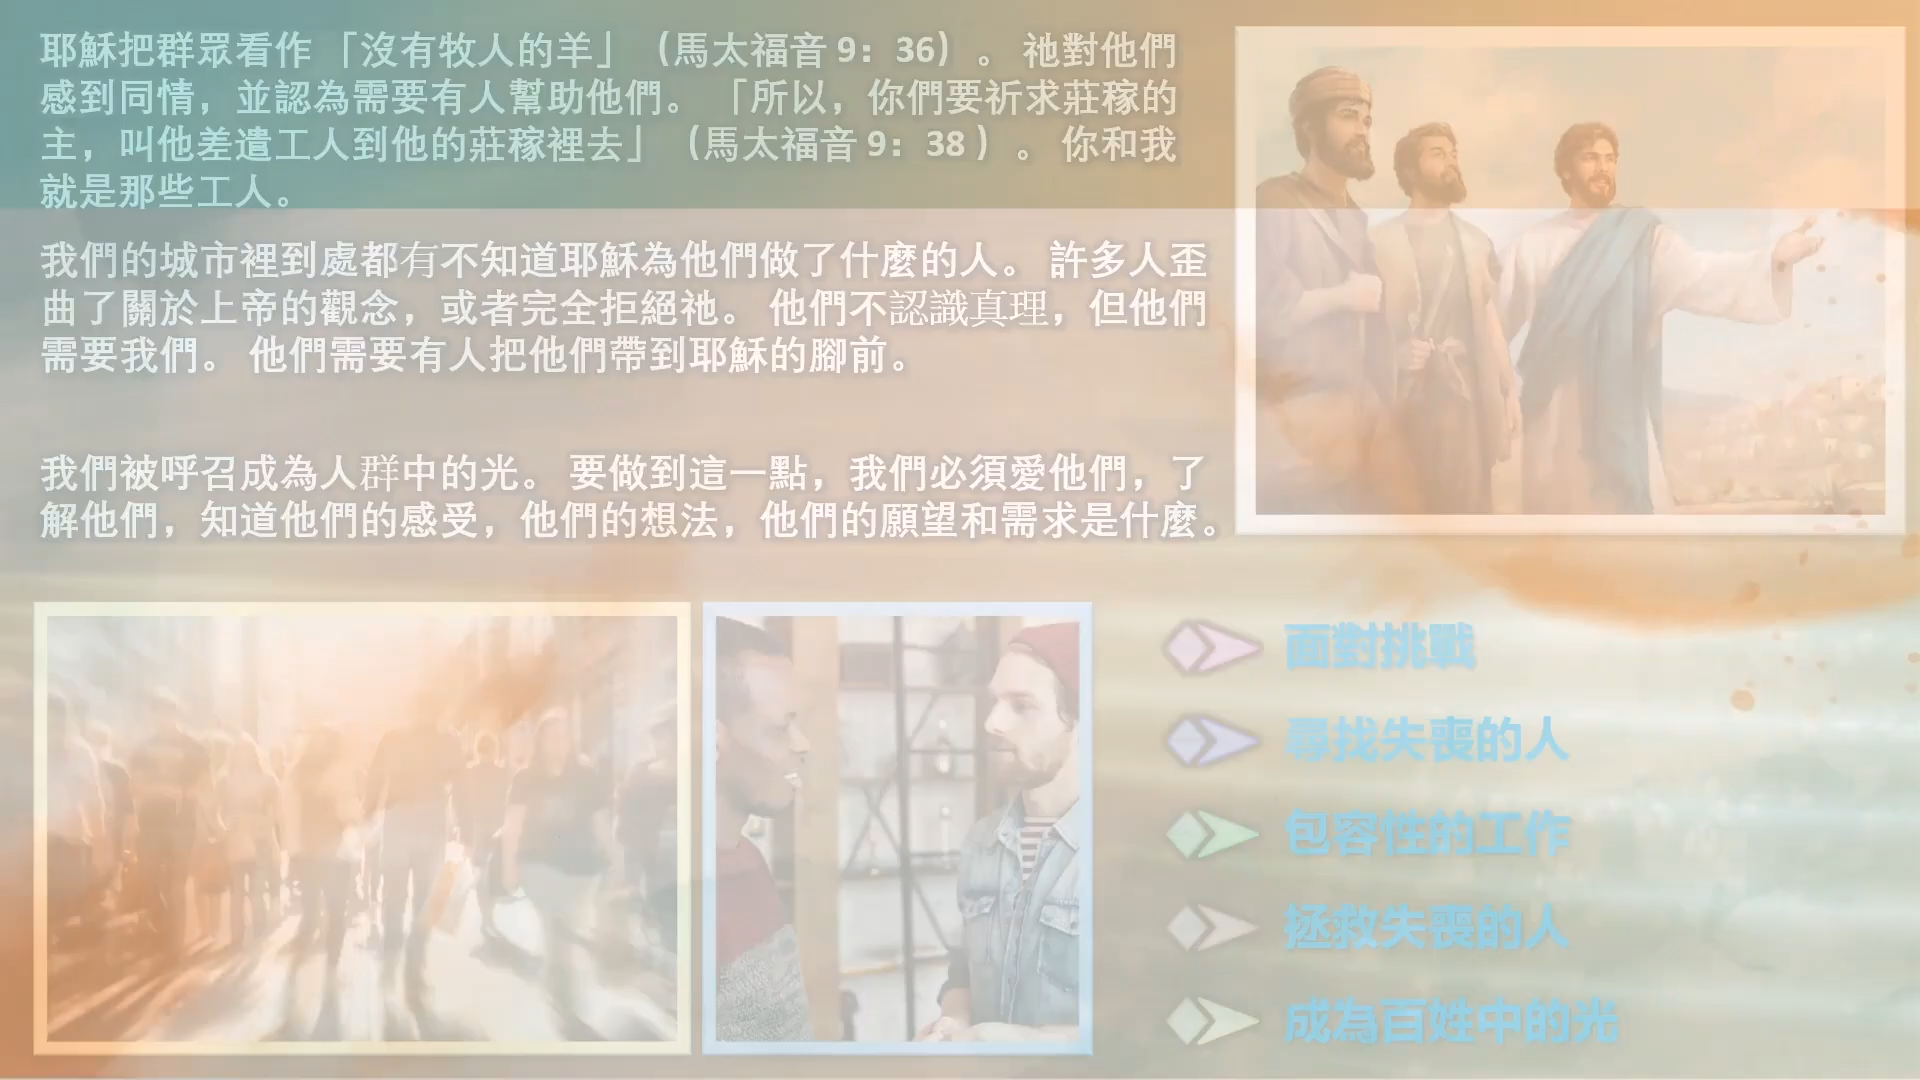 耶穌把群眾看作「沒有牧人的羊」（馬太福音 9：36）。 祂對他們
感到同情，並認為需要有人幫助他們。「所以，你們要祈求莊稼的
主，叫他差遣工人到他的莊稼裡去」（馬太福音 9：38 ）。 你和我
就是那些工人。
我們的城市裡到處都有不知道耶穌為他們做了什麼的人。 許多人歪
曲了關於上帝的觀念，或者完全拒絕祂。 他們不認識真理，但他們
需要我們。 他們需要有人把他們帶到耶穌的腳前。
我們被呼召成為人群中的光。 要做到這一點，我們必須愛他們，了
解他們，知道他們的感受，他們的想法，他們的願望和需求是什麼。
面對挑戰
尋找失喪的人
包容性的工作
拯救失喪的人
成為百姓中的光